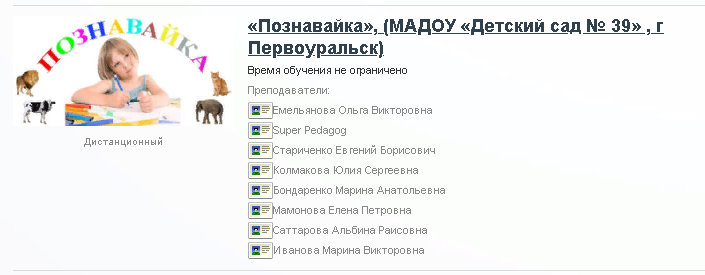 ПОЗНАВАЙКА
Дистанционный
«Познавайка», (МАДОУ «Детский сад № 39» , г
Первоуральск)
Время обучения не ограничено
Преподаватели:
Емельянова Ольга Викторовна
Super Pedagog
Стариченко Евгений Борисович
Колмакова Юлия Сергеевна
Бондаренко Марина Анатольевна
Мамонова Елена Петровна
Саттарова Альбина Раисовна
Иванова Марина Викторовна